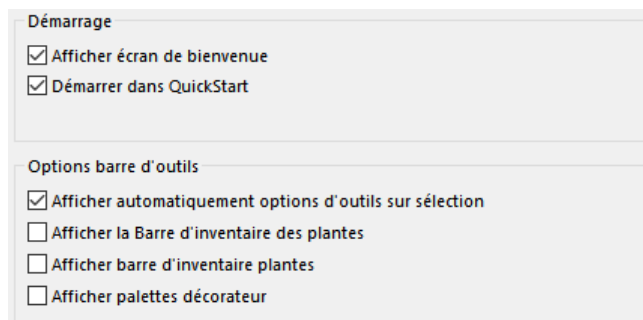 Démarrage
Afficher écran de bienvenue
Démarrer dans QuickStart
Options barre d'outils
Afficher automatiquement options d'outils sur sélection
Afficher la Barre d'inventaire des plantes
Afficher barre d'inventaire plantes
Afficher palettes décorateur